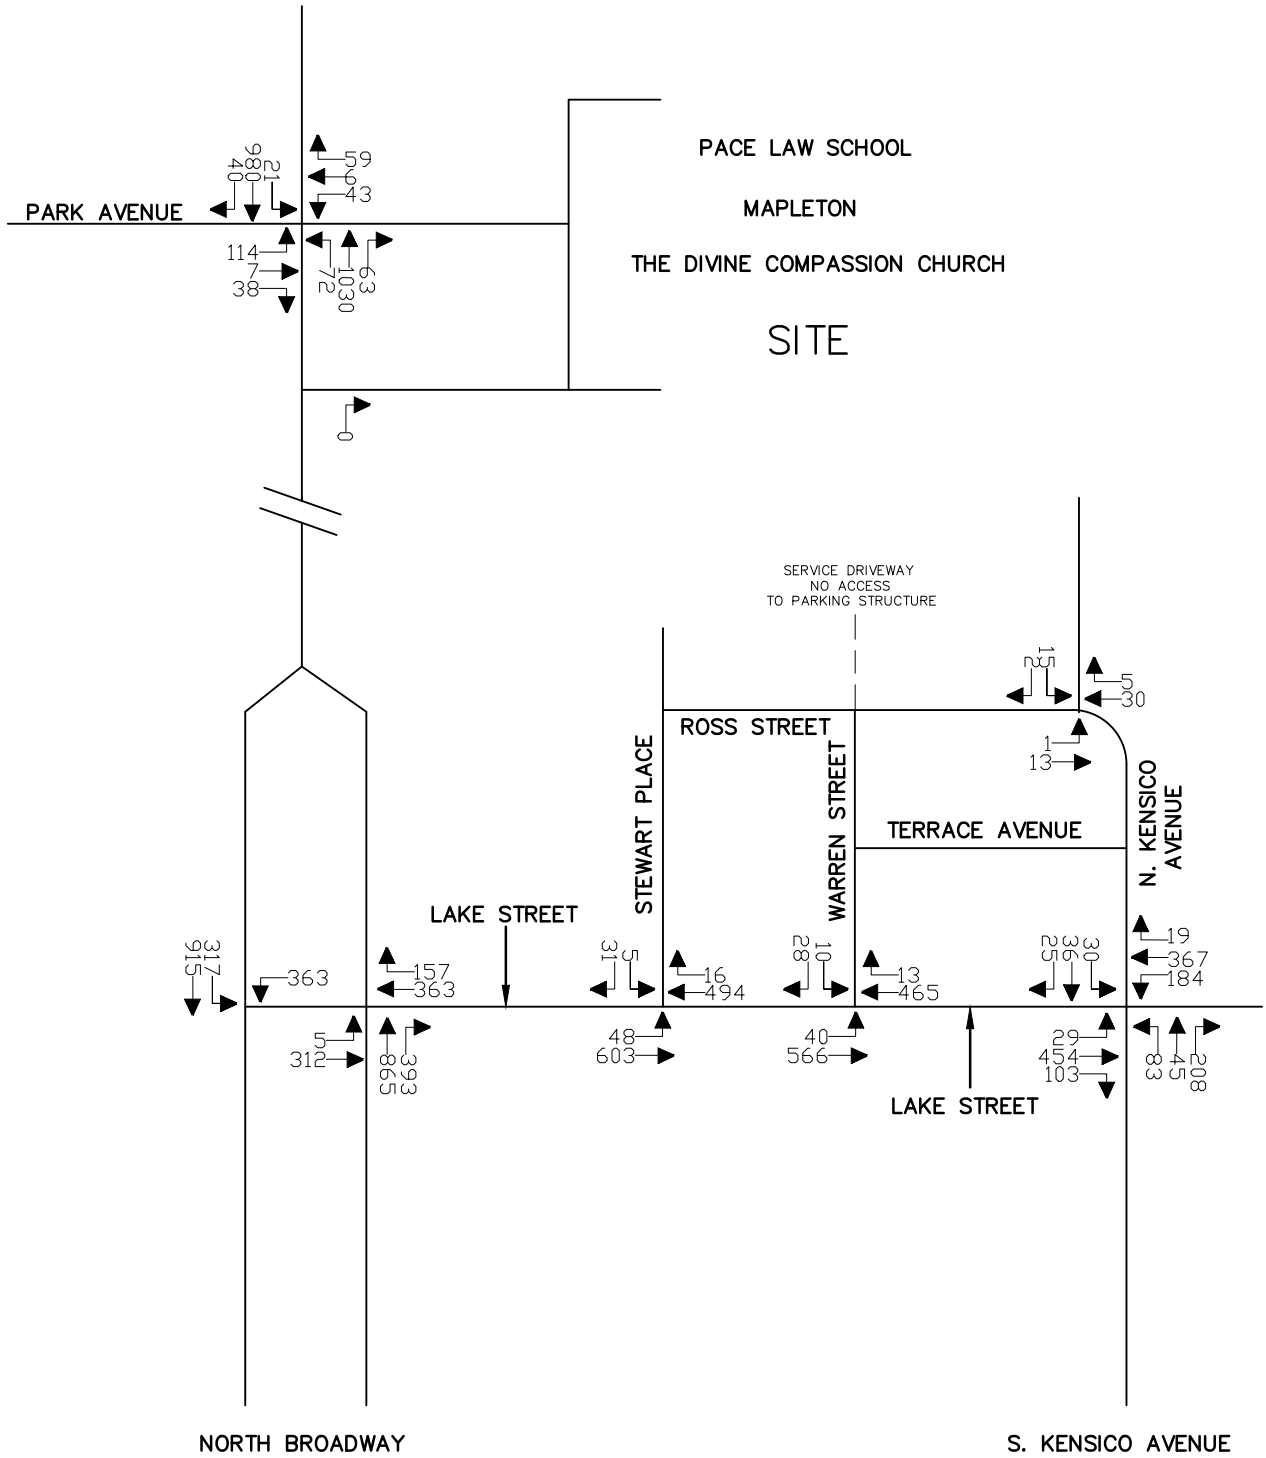 PACE LAW SCHOOL
MAPLETON
THE DIVINE COMPASSION CHURCH
SITE
40
980
21
59
6
43
PARK AVENUE
114
7
38
72
1030
63
0
SERVICE DRIVEWAY
NO ACCESS
TO PARKING STRUCTURE
2
15
5
30
ROSS STREET
1
13
STEWART PLACE
WARREN STREET
TERRACE AVENUE
N. KENSICO
AVENUE
LAKE STREET
915
317
363
157
363
31
5
16
494
28
10
13
465
25
36
30
19
367
184
5
312
865
393
48
603
40
566
29
454
103
83
45
208
LAKE STREET
NORTH BROADWAY
S. KENSICO AVENUE